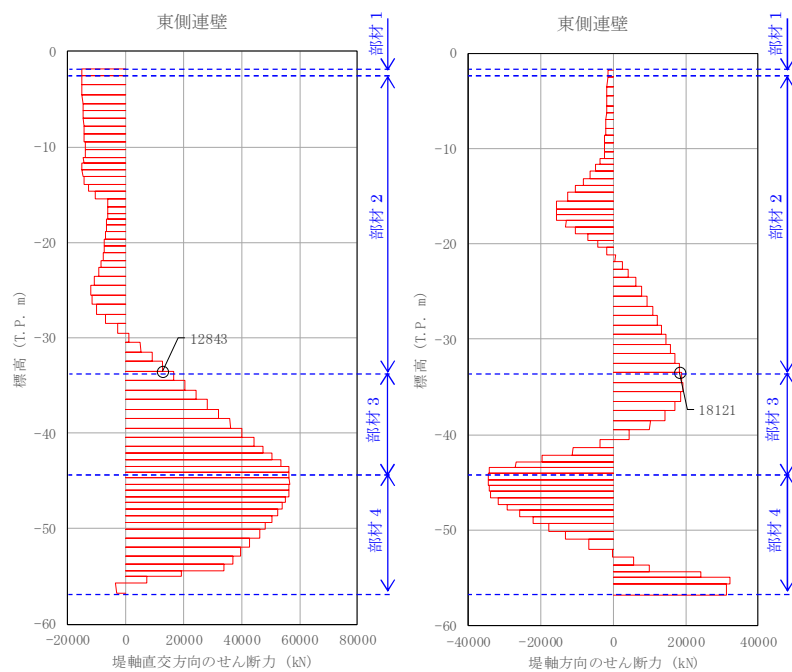 東側連壁
部材1
0
-10
-20
-30
-40
-50
-60
標高 (T.P. m)
12843
部材2
部材3
部材4
-20000 0 20000 40000 60000 80000
堤軸直交方向のせん断力 (kN)
東側連壁
部材1
0
-10
-20
-30
-40
-50
-60
標高 (T.P. m)
18121
部材2
部材3
部材4
-40000 -20000 0 20000 40000
堤軸方向のせん断力 (kN)